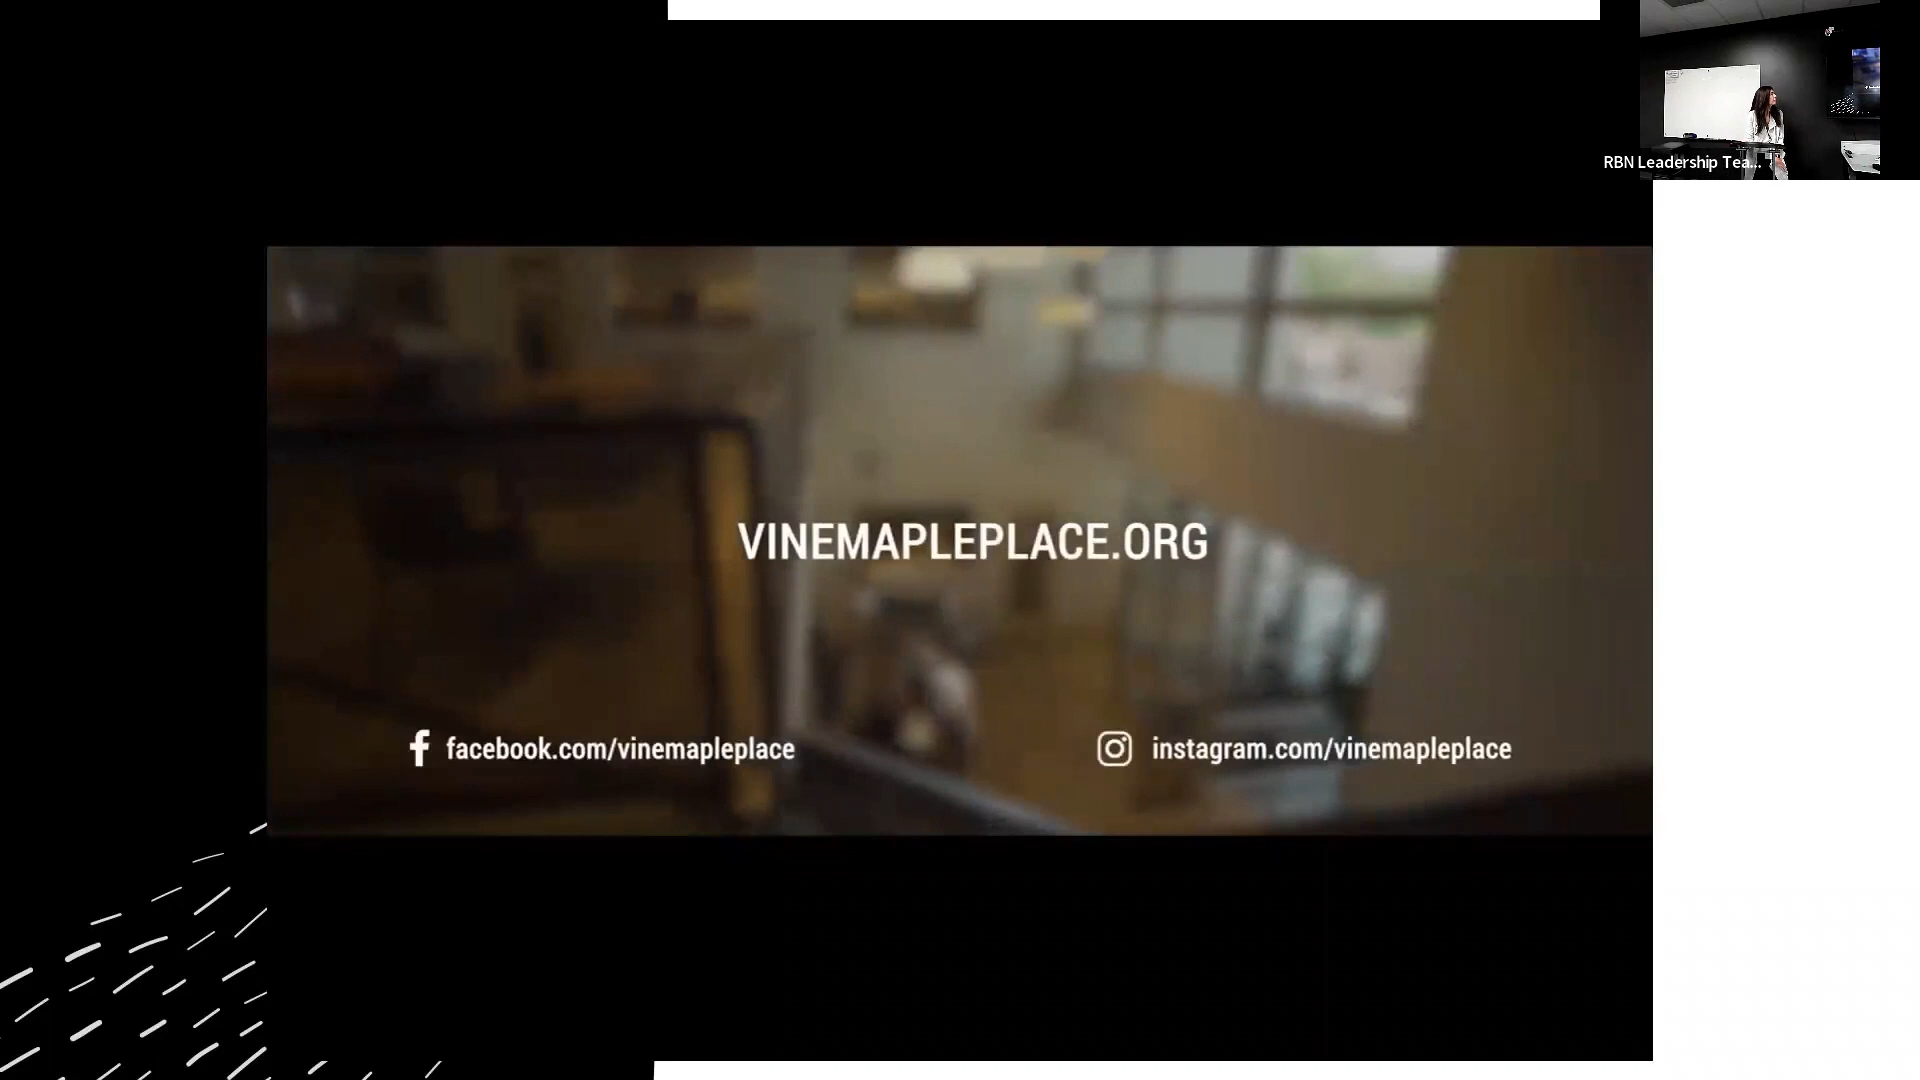 RBN Leadership Tea...
VINEMAPLEPLACE.ORG
facebook.com/vinemapleplace
instagram.com/vinemapleplace